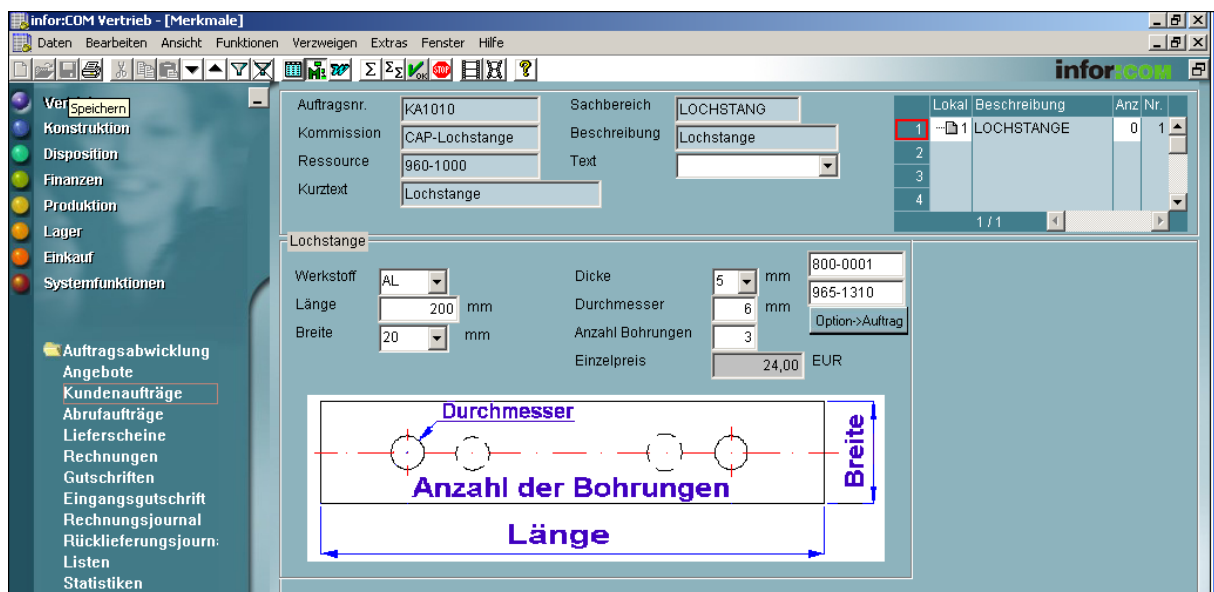 infor:COM Vertrieb - [Merkmale]
Daten Bearbeiten Ansicht Funktionen Verzweigen Extras Fenster Hilfe
infor:COM
Speichern
Konstruktion
Disposition
Finanzen
Produktion
Lager
Einkauf
Systemfunktionen
Auftragsabwicklung
Angebote
Kundenaufträge
Abrufaufträge
Lieferscheine
Rechnungen
Gutschriften
Eingangsgutschrift
Rechnungsjournal
Rücklieferungsjourn
Listen
Statistiken
Auftragsnr. KA1010 Sachbereich LOCHSTANG
Kommission CAP-Lochstange Beschreibung Lochstange
Ressource 960-1000 Text
Kurztext Lochstange
Lokal Beschreibung Anz Nr.
1 1 LOCHSTANGE 0 1
2
3
4
1 / 1
Lochstange
Werkstoff AL Dicke 5 mm 800-0001
Länge 200 mm Durchmesser 6 mm 965-1310
Breite 20 mm Anzahl Bohrungen 3 Option->Auftrag
Einzelpreis 24,00 EUR
Durchmesser
Breite
Anzahl der Bohrungen
Länge